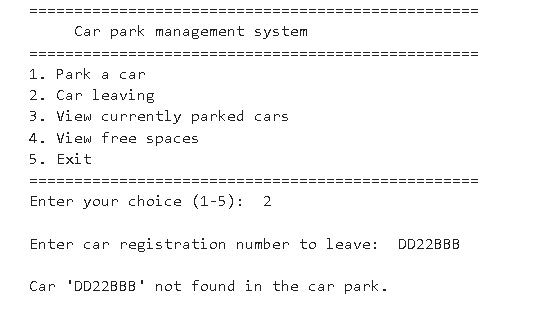 ==================================================
Car park management system
==================================================
1. Park a car
2. Car leaving
3. View currently parked cars
4. View free spaces
5. Exit
==================================================
Enter your choice (1-5):  2
Enter car registration number to leave:  DD22BBB
Car 'DD22BBB' not found in the car park.